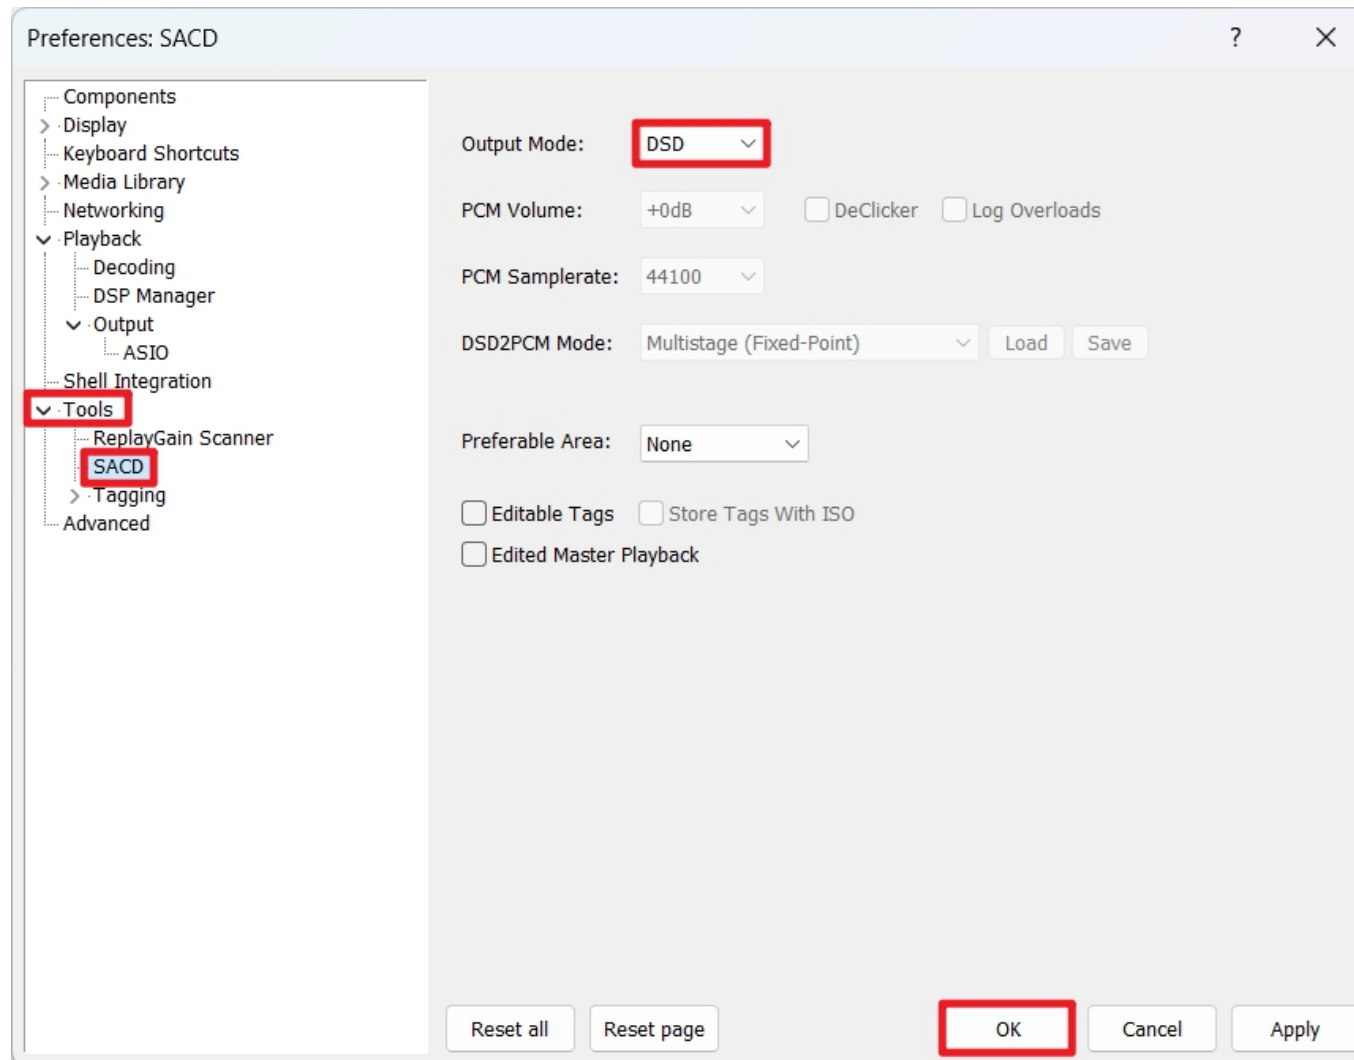 Preferences: SACD ?
Components
Display
Keyboard Shortcuts
Media Library
Networking
Playback
Decoding
DSP Manager
Output
ASIO
Shell Integration
Tools
ReplayGain Scanner
SACD
Tagging
Advanced
Output Mode: DSD
PCM Volume: +0dB DeClicker Log Overloads
PCM Samplerate: 44100
DSD2PCM Mode: Multistage (Fixed-Point) Load Save
Preferable Area: None
Editable Tags Store Tags With ISO
Edited Master Playback
Reset all Reset page OK Cancel Apply